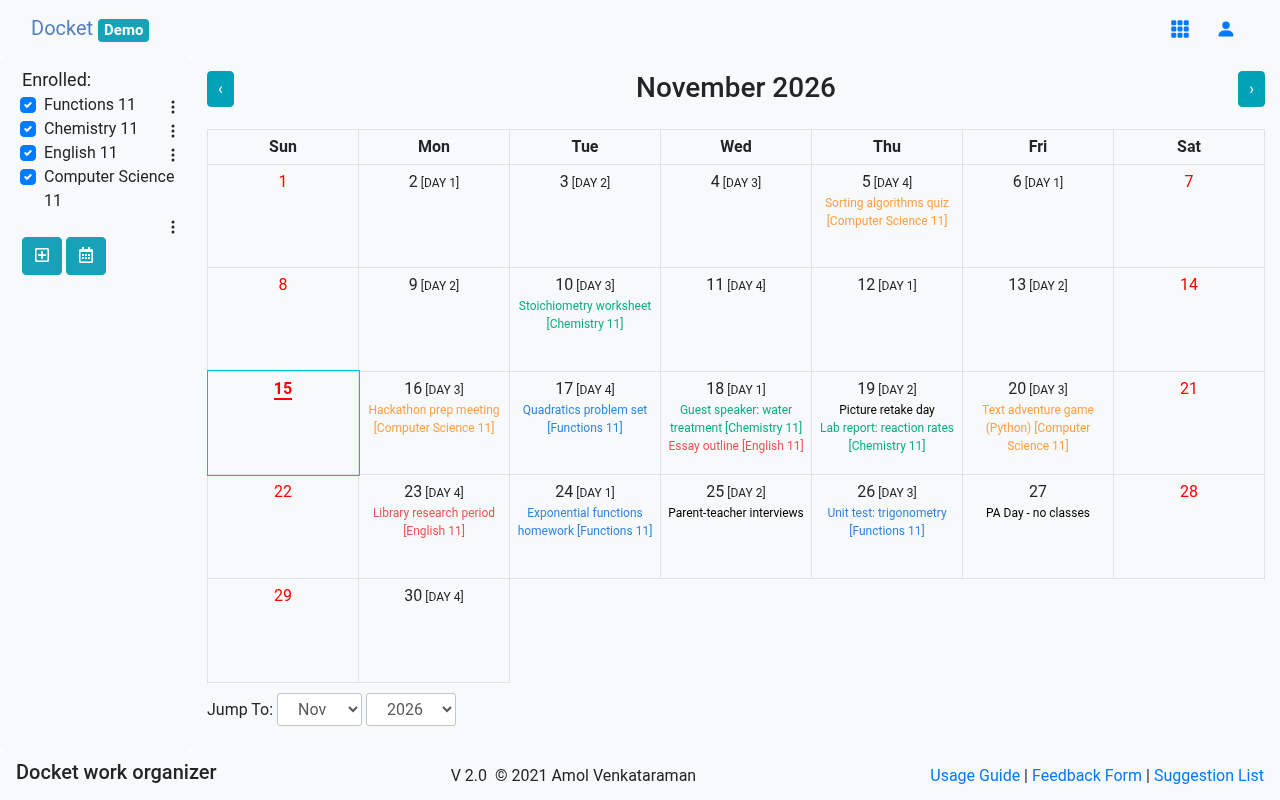 Docket Demo
Enrolled:
Functions 11
Chemistry 11
English 11
Computer Science
11
‹
November 2026
›
Sun Mon Tue Wed Thu Fri Sat
1
2 [DAY 1]
3 [DAY 2]
4 [DAY 3]
5 [DAY 4]
Sorting algorithms quiz
[Computer Science 11]
6 [DAY 1]
7
8
9 [DAY 2]
10 [DAY 3]
Stoichiometry worksheet
[Chemistry 11]
11 [DAY 4]
12 [DAY 1]
13 [DAY 2]
14
15
16 [DAY 3]
Hackathon prep meeting
[Computer Science 11]
17 [DAY 4]
Quadratics problem set
[Functions 11]
18 [DAY 1]
Guest speaker: water
treatment [Chemistry 11]
Essay outline [English 11]
19 [DAY 2]
Picture retake day
Lab report: reaction rates
[Chemistry 11]
20 [DAY 3]
Text adventure game
(Python) [Computer
Science 11]
21
22
23 [DAY 4]
Library research period
[English 11]
24 [DAY 1]
Exponential functions
homework [Functions 11]
25 [DAY 2]
Parent-teacher interviews
26 [DAY 3]
Unit test: trigonometry
[Functions 11]
27
PA Day - no classes
28
29
30 [DAY 4]
Jump To: Nov 2026
Docket work organizer
V 2.0 © 2021 Amol Venkataraman
Usage Guide | Feedback Form | Suggestion List